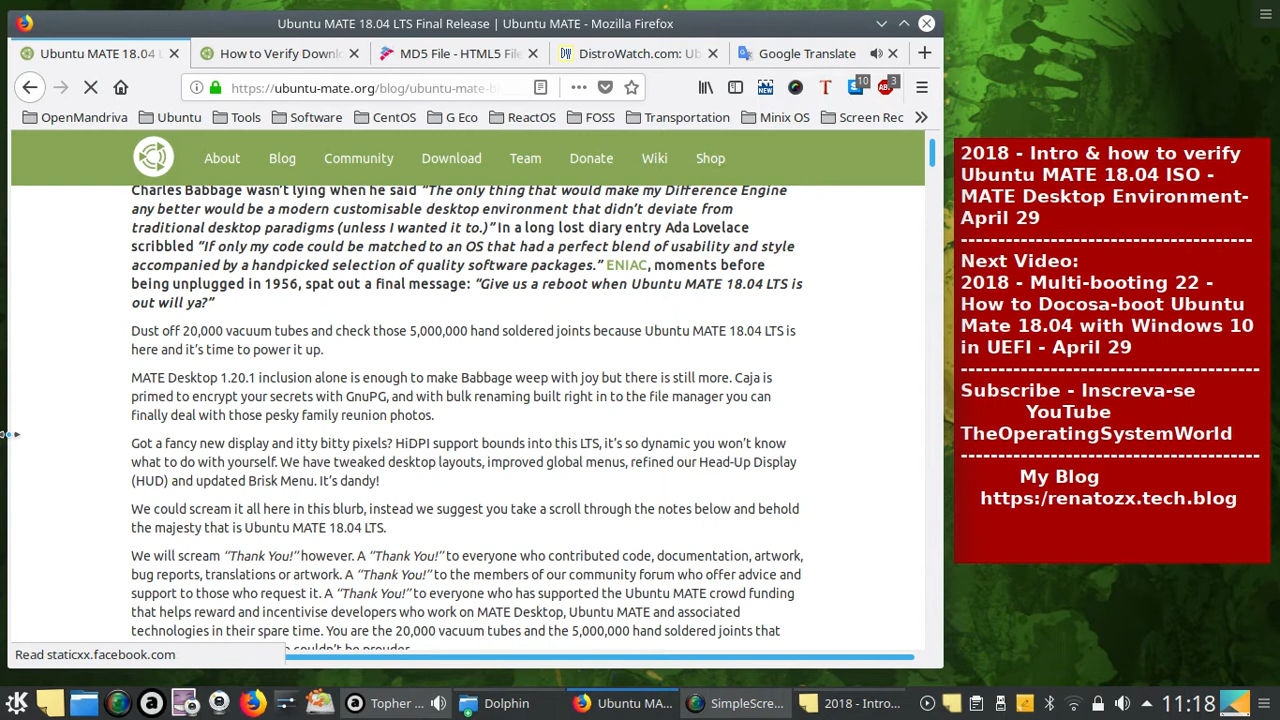 Ubuntu MATE 18.04 LTS Final Release | Ubuntu MATE - Mozilla Firefox
Ubuntu MATE 18.04 L
How to Verify Downl
MD5 File - HTML5 File
DistroWatch.com: Ub
Google Translate
https://ubuntu-mate.org/blog/ubuntu-mate-b
NEW
T
10
ABP
3
OpenMandriva
Ubuntu
Tools
Software
CentOS
G Eco
ReactOS
FOSS
Transportation
Minix OS
Screen Rec
About
Blog
Community
Download
Team
Donate
Wiki
Shop
Charles Babbage wasn't lying when he said “The only thing that would make my Difference Engine
any better would be a modern customisable desktop environment that didn't deviate from
traditional desktop paradigms (unless I wanted it to.)” In a long lost diary entry Ada Lovelace
scribbled “If only my code could be matched to an OS that had a perfect blend of usability and style
accompanied by a handpicked selection of quality software packages.” ENIAC, moments before
being unplugged in 1956, spat out a final message: “Give us a reboot when Ubuntu MATE 18.04 LTS is
out will ya?”
Dust off 20,000 vacuum tubes and check those 5,000,000 hand soldered joints because Ubuntu MATE 18.04 LTS is
here and it's time to power it up.
MATE Desktop 1.20.1 inclusion alone is enough to make Babbage weep with joy but there is still more. Caja is
primed to encrypt your secrets with GnuPG, and with bulk renaming built right in to the file manager you can
finally deal with those pesky family reunion photos.
Got a fancy new display and itty bitty pixels? HiDPI support bounds into this LTS, it's so dynamic you won't know
what to do with yourself. We have tweaked desktop layouts, improved global menus, refined our Head-Up Display
(HUD) and updated Brisk Menu. It's dandy!
We could scream it all here in this blurb, instead we suggest you take a scroll through the notes below and behold
the majesty that is Ubuntu MATE 18.04 LTS.
We will scream “Thank You!” however. A “Thank You!” to everyone who contributed code, documentation, artwork,
bug reports, translations or artwork. A “Thank You!” to the members of our community forum who offer advice and
support to those who request it. A “Thank You!” to everyone who has supported the Ubuntu MATE crowd funding
that helps reward and incentivise developers who work on MATE Desktop, Ubuntu MATE and associated
technologies in their spare time. You are the 20,000 vacuum tubes and the 5,000,000 hand soldered joints that
couldn't be prouder.
Read staticxx.facebook.com
2018 - Intro & how to verify
Ubuntu MATE 18.04 ISO -
MATE Desktop Environment-
April 29
-----------------------------------
Next Video:
2018 - Multi-booting 22 -
How to Docosa-boot Ubuntu
Mate 18.04 with Windows 10
in UEFI - April 29
------------------------------------
Subscribe - Inscreva-se
YouTube
TheOperatingSystemWorld
------------------------------------
My Blog
https:/renatozx.tech.blog
Topher ...
Dolphin
Ubuntu MA...
SimpleScre...
2018 - Intro...
11:18